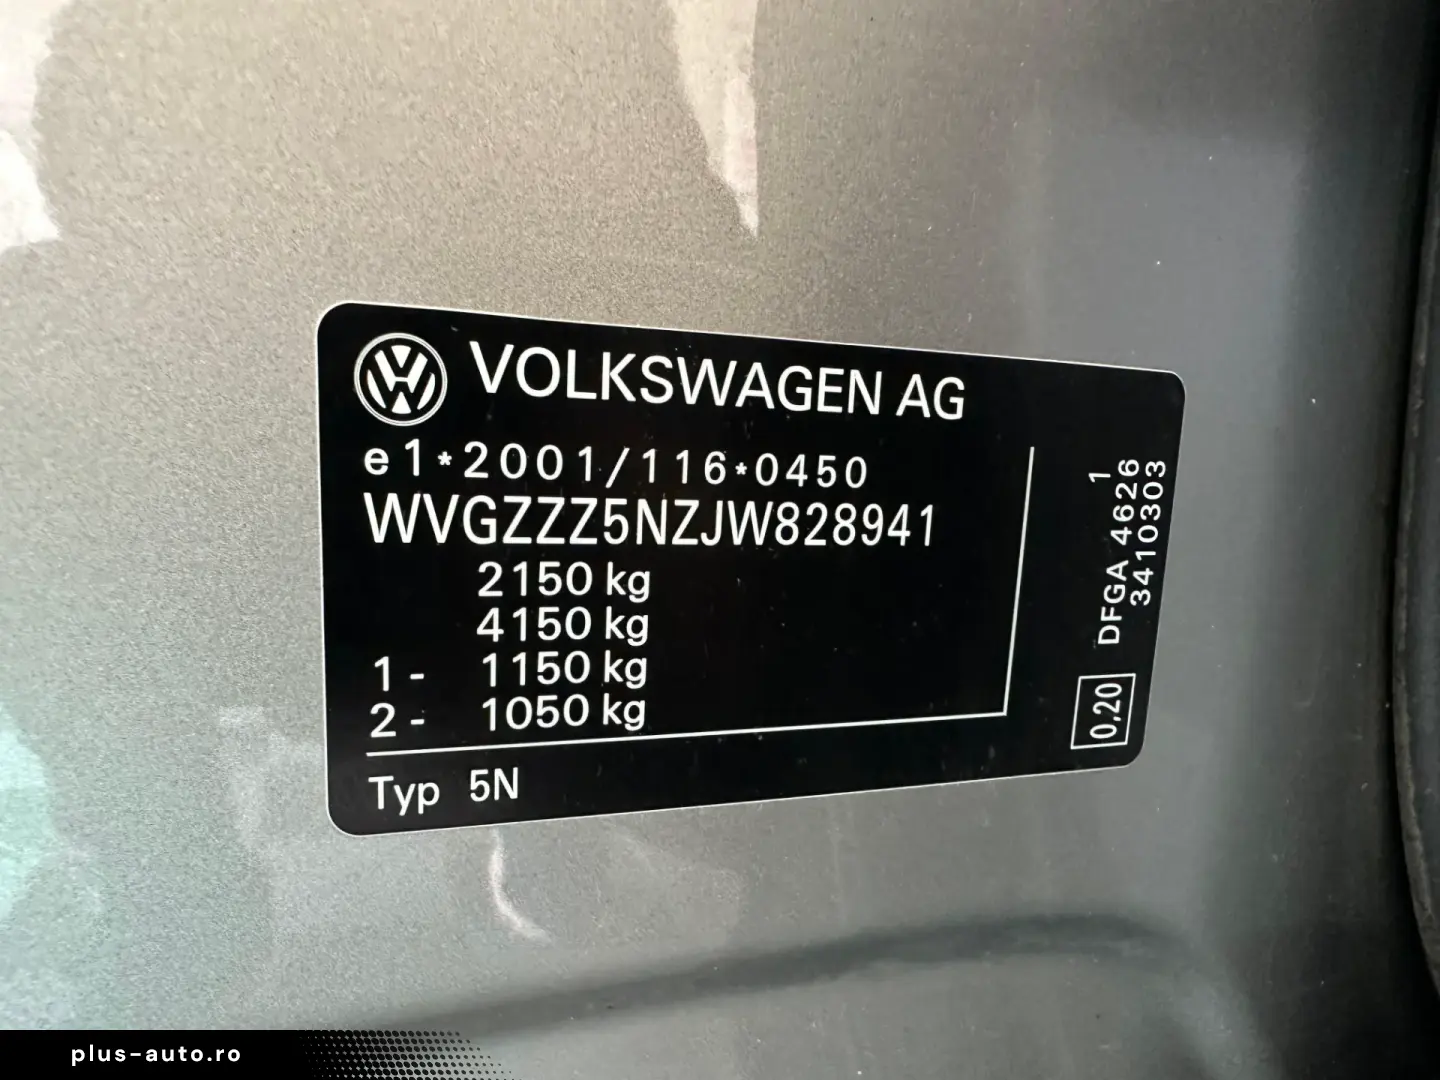 VOLKSWAGEN AG
e1*2001/116*0450
WVGZZZ5NZJW828941
2150 kg
4150 kg
1- 1150 kg
2- 1050 kg
Typ 5N
1
DFGA 4626
3410303
0,20
plus-auto.ro